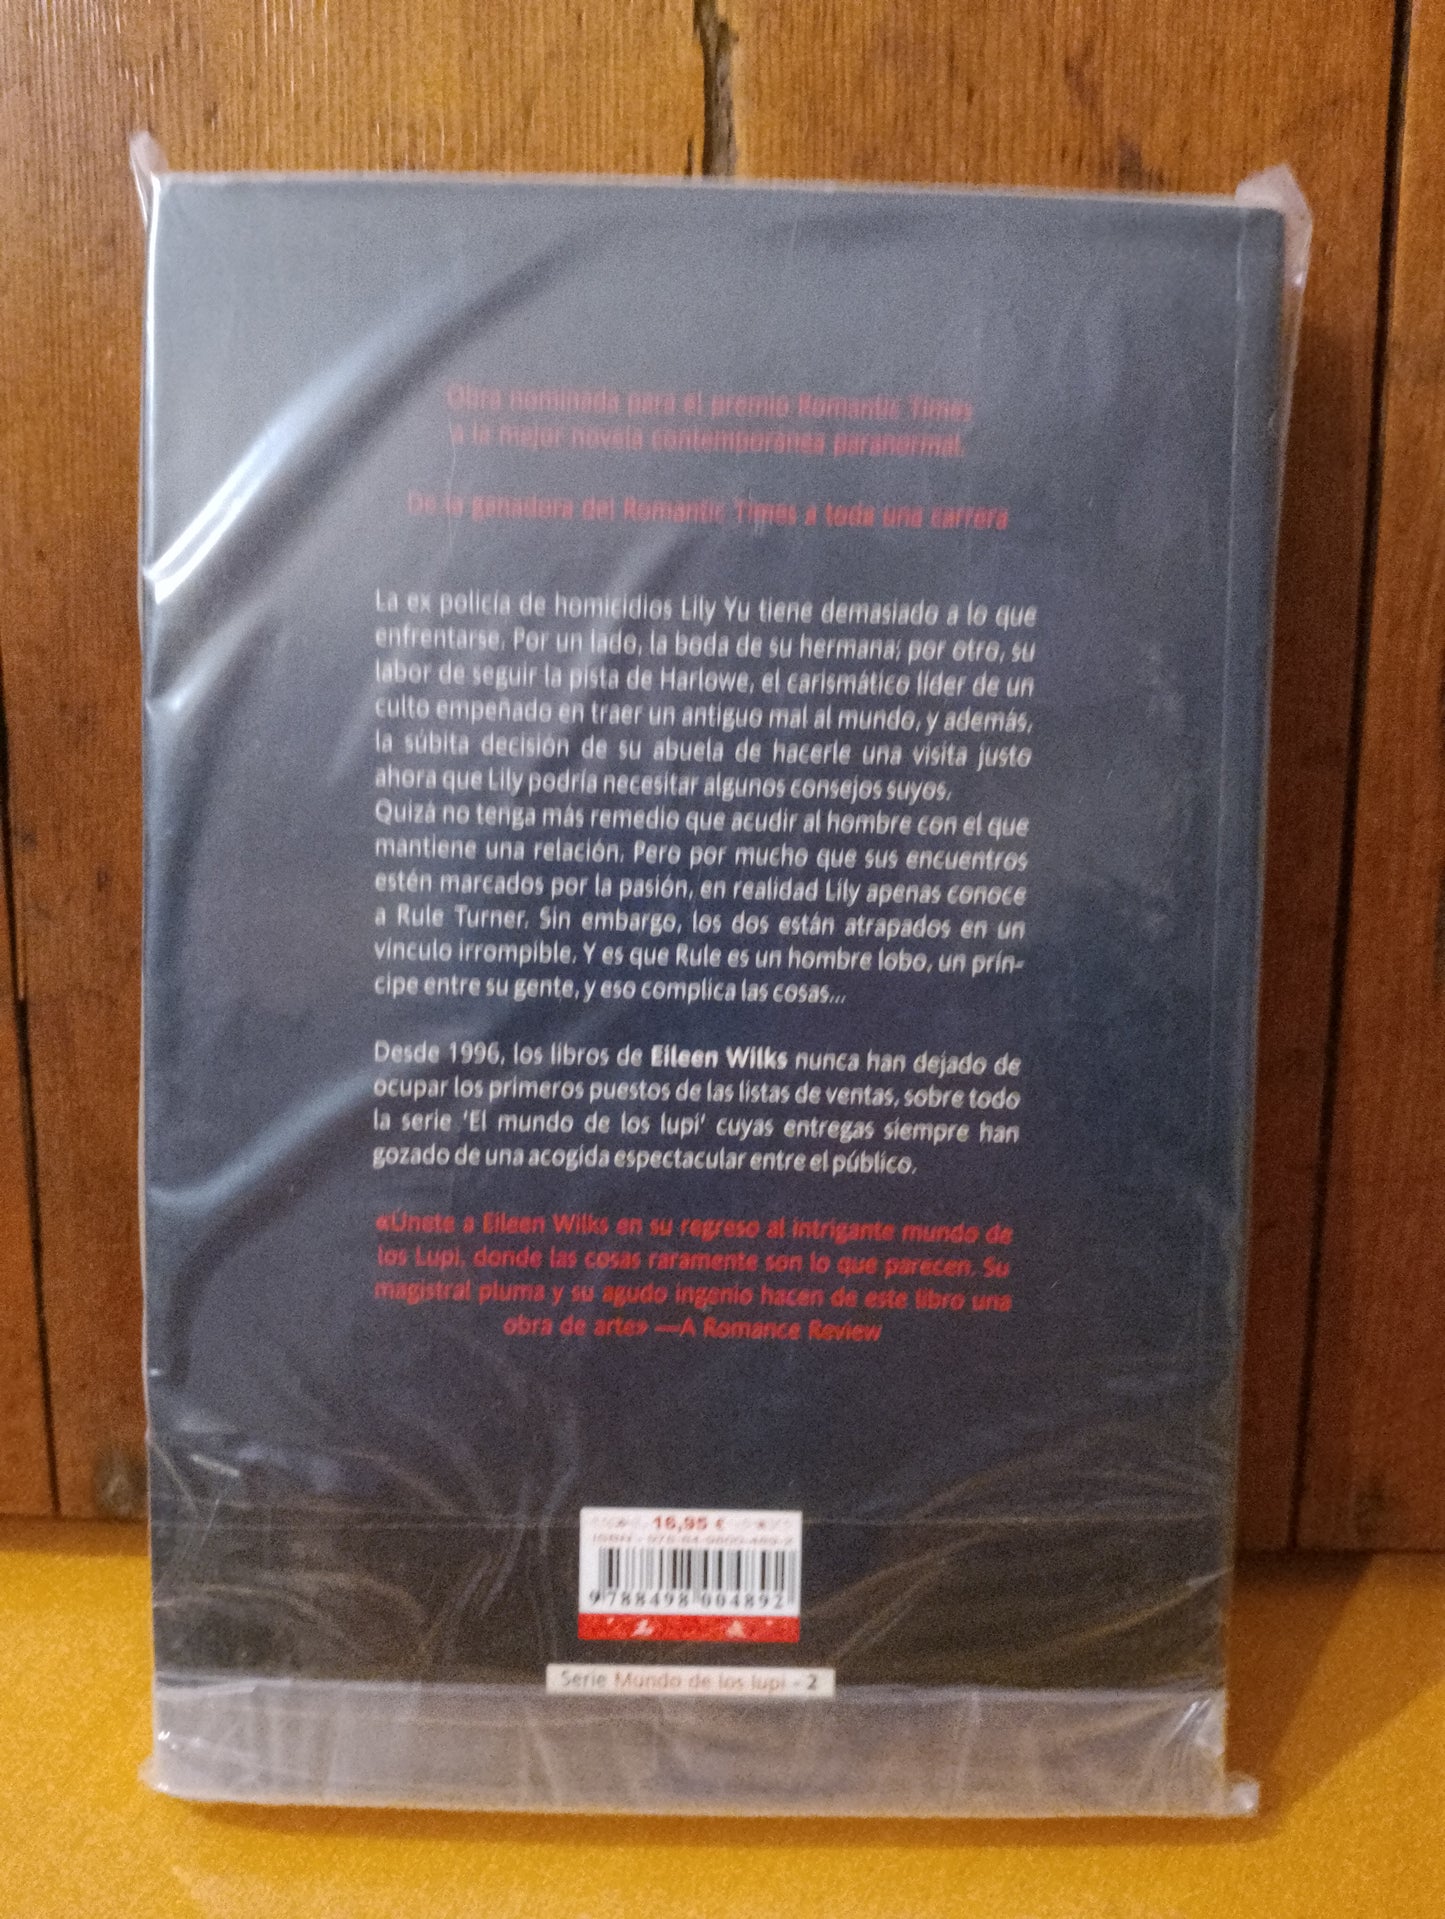 Obra nominada para el premio Romantic Times
a la mejor novela contemporánea paranormal.
De la ganadora del Romantic Times a toda una carrera
La ex policía de homicidios Lily Yu tiene demasiado a lo que
enfrentarse. Por un lado, la boda de su hermana; por otro, su
labor de seguir la pista de Harlowe, el carismático líder de un
culto empeñado en traer un antiguo mal al mundo, y además,
la súbita decisión de su abuela de hacerle una visita justo
ahora que Lily podría necesitar algunos consejos suyos.
Quizá no tenga más remedio que acudir al hombre con el que
mantiene una relación. Pero por mucho que sus encuentros
estén marcados por la pasión, en realidad Lily apenas conoce
a Rule Turner. Sin embargo, los dos están atrapados en un
vínculo irrompible. Y es que Rule es un hombre lobo, un prín-
cipe entre su gente, y eso complica las cosas...
Desde 1996, los libros de Eileen Wilks nunca han dejado de
ocupar los primeros puestos de las listas de ventas, sobre todo
la serie 'El mundo de los lupi' cuyas entregas siempre han
gozado de una acogida espectacular entre el público.
«Únete a Eileen Wilks en su regreso al intrigante mundo de
los Lupi, donde las cosas raramente son lo que parecen. Su
magistral pluma y su agudo ingenio hacen de este libro una
obra de arte» —A Romance Review
16,95 €
ISBN - 978-84-9800-489-2
9 788498 004892
Serie Mundo de los lupi - 2